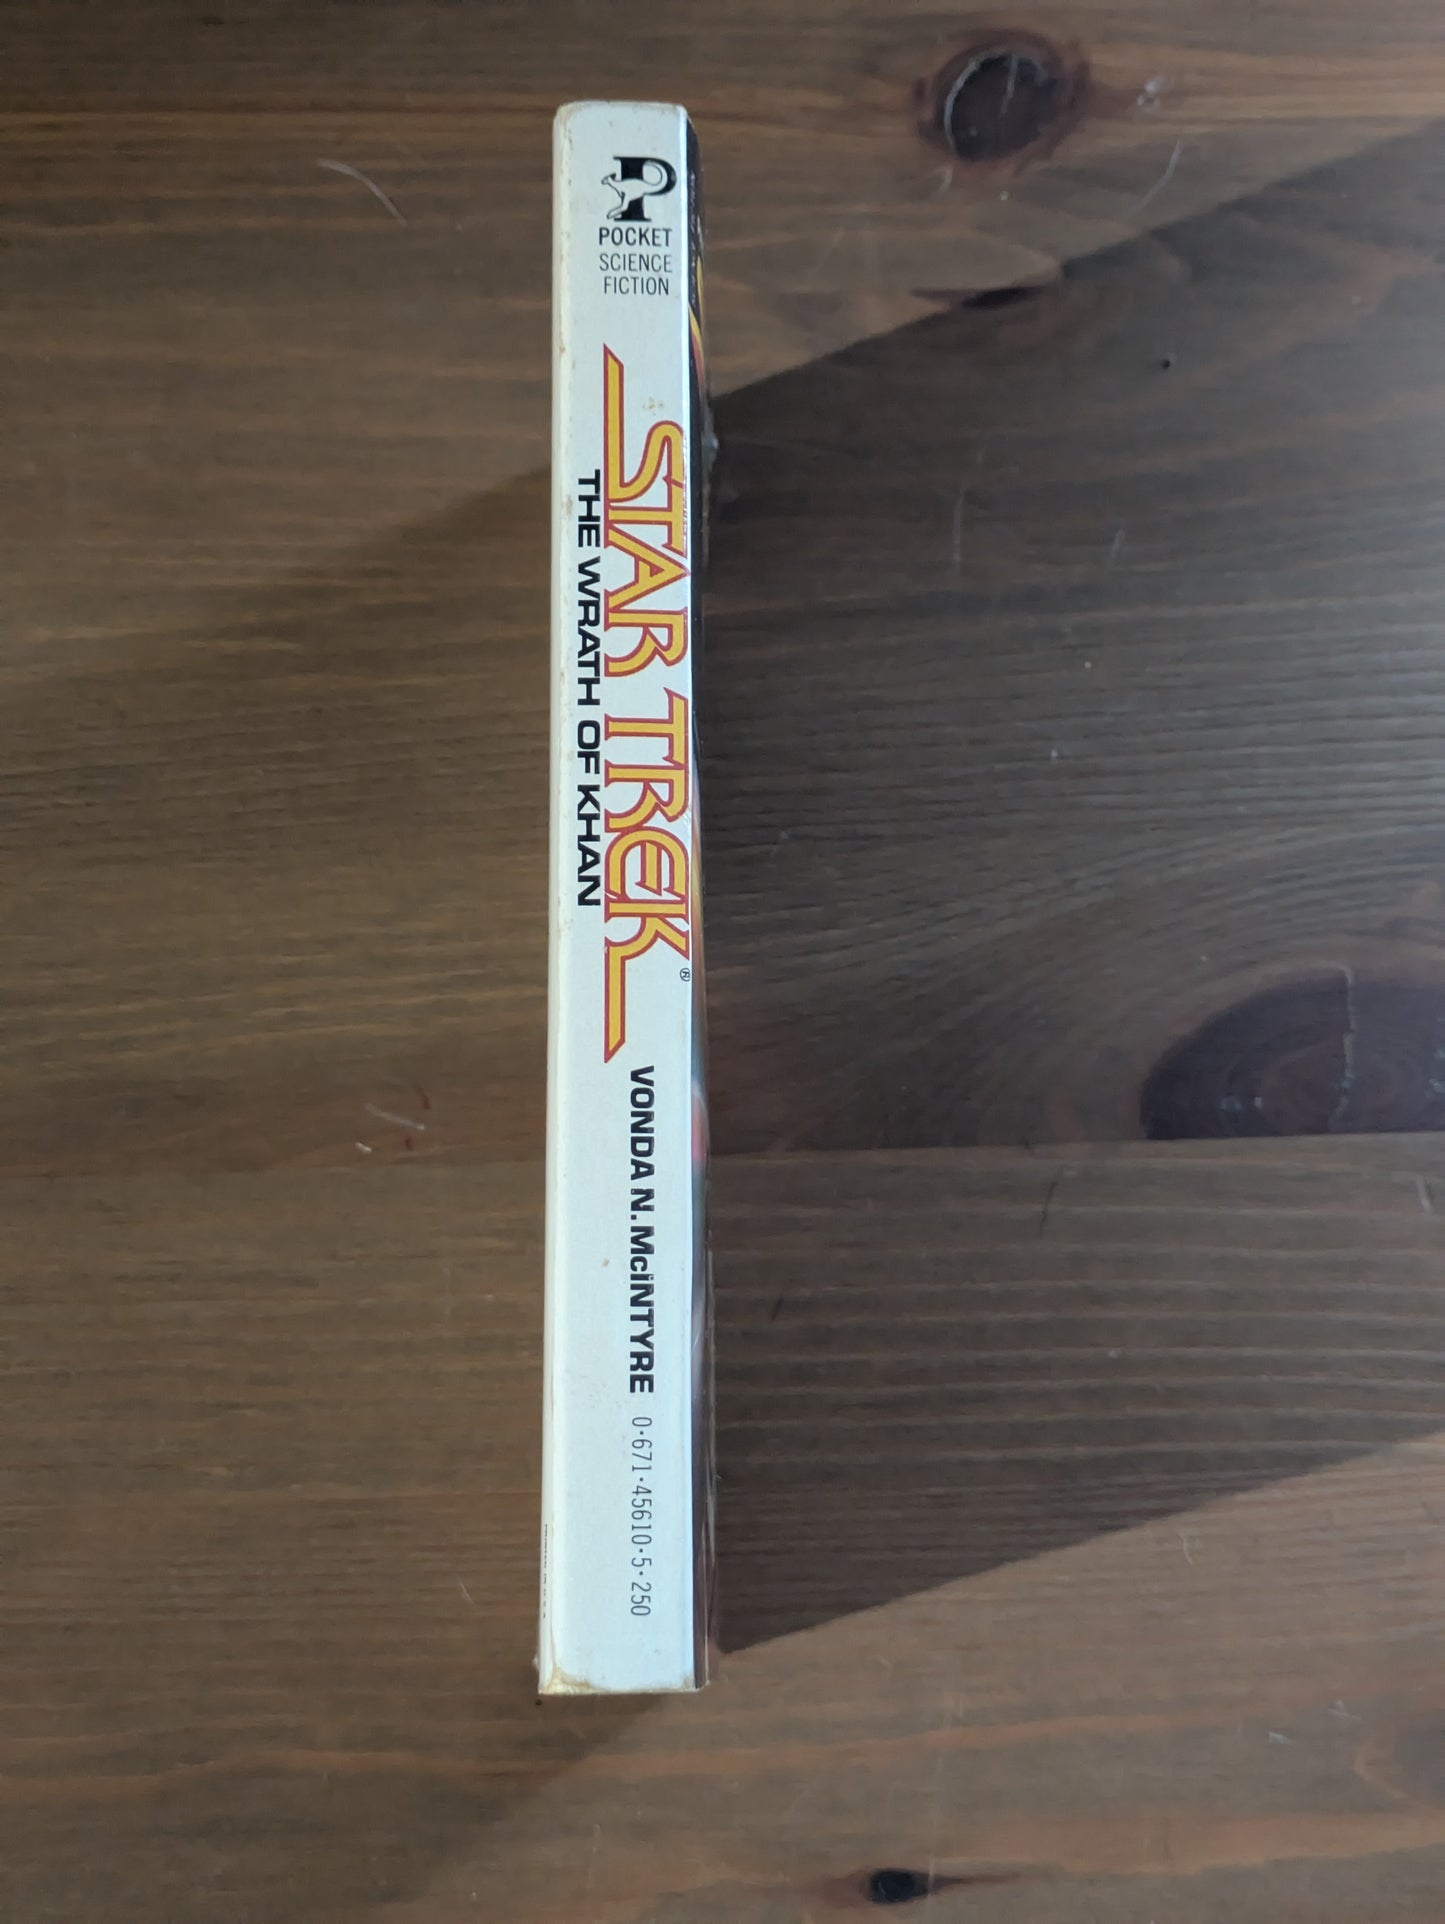 P
POCKET
SCIENCE
FICTION
STAR TREK®
THE WRATH OF KHAN
VONDA N. McINTYRE
0·671·45610·5·250